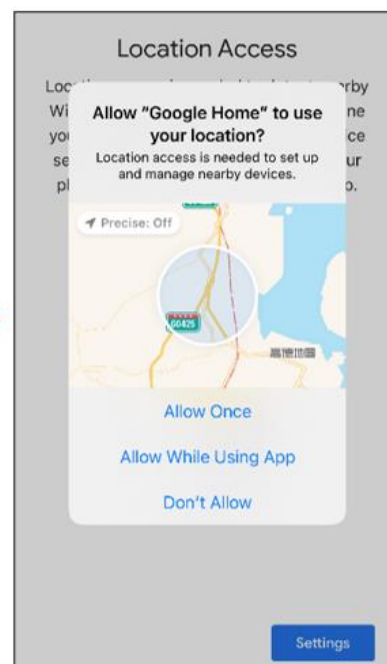 Location Access
Allow “Google Home” to use
your location?
Location access is needed to set up
and manage nearby devices.
Precise: Off
G0425
高德地图
Allow Once
Allow While Using App
Don't Allow
Settings